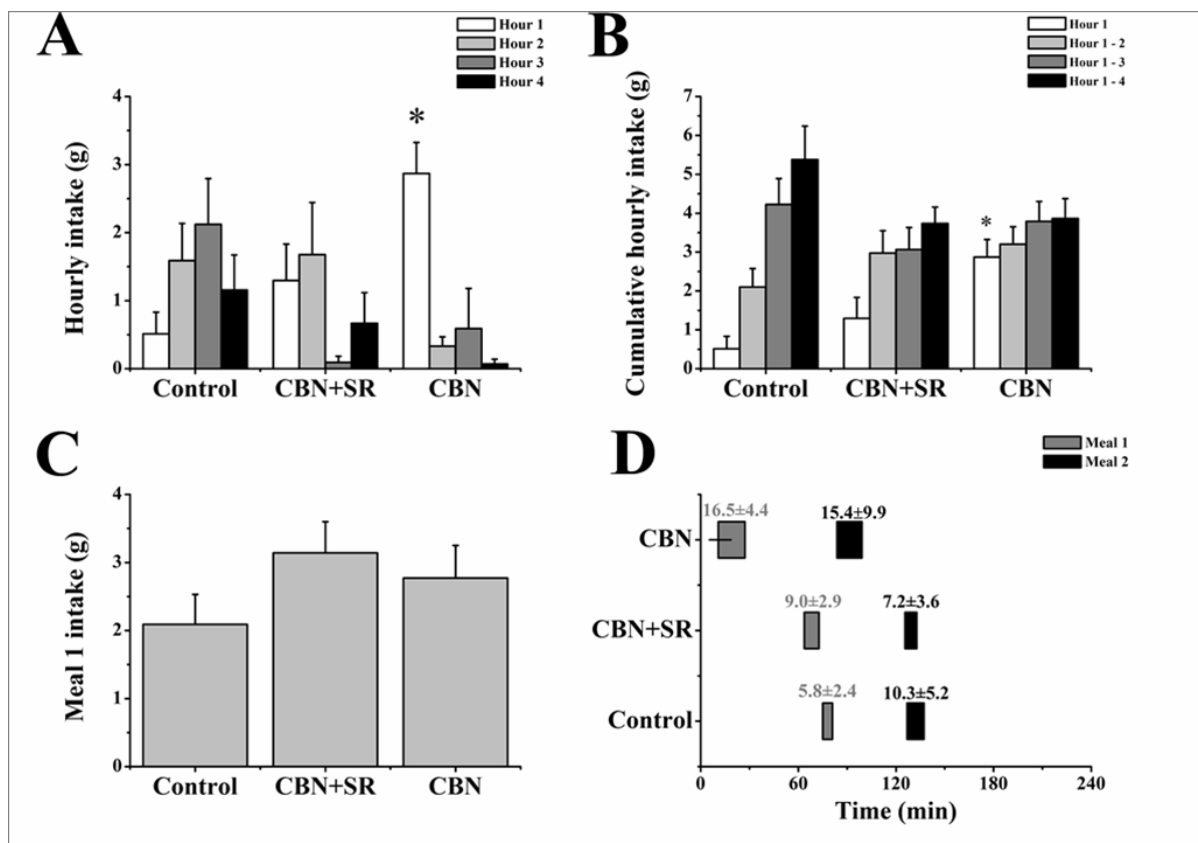 A
Hour 1
Hour 2
Hour 3
Hour 4
Hourly intake (g)
4
3
2
1
0
*
Control
CBN+SR
CBN
B
Hour 1
Hour 1 - 2
Hour 1 - 3
Hour 1 - 4
Cumulative hourly intake (g)
7
6
5
4
3
2
1
0
*
Control
CBN+SR
CBN
C
Meal 1 intake (g)
4
3
2
1
0
Control
CBN+SR
CBN
D
Meal 1
Meal 2
CBN
16.5±4.4
15.4±9.9
CBN+SR
9.0±2.9
7.2±3.6
Control
5.8±2.4
10.3±5.2
0
60
120
180
240
Time (min)